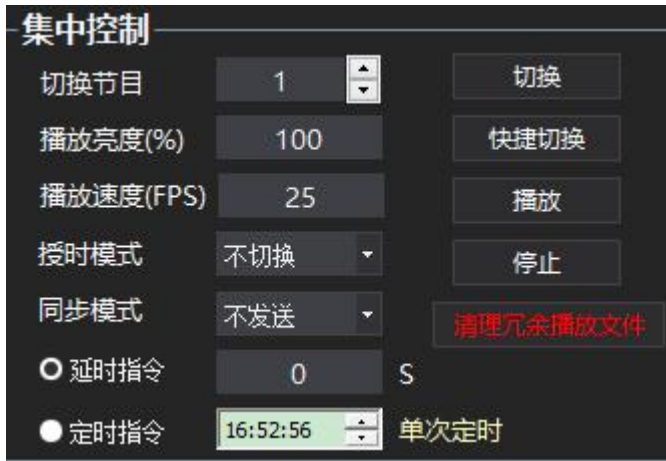 集中控制
切换节目 1 切换
播放亮度(%) 100 快捷切换
播放速度(FPS) 25 播放
授时模式 不切换 停止
同步模式 不发送 清理冗余播放文件
延时指令 0 S
定时指令 16:52:56 单次定时